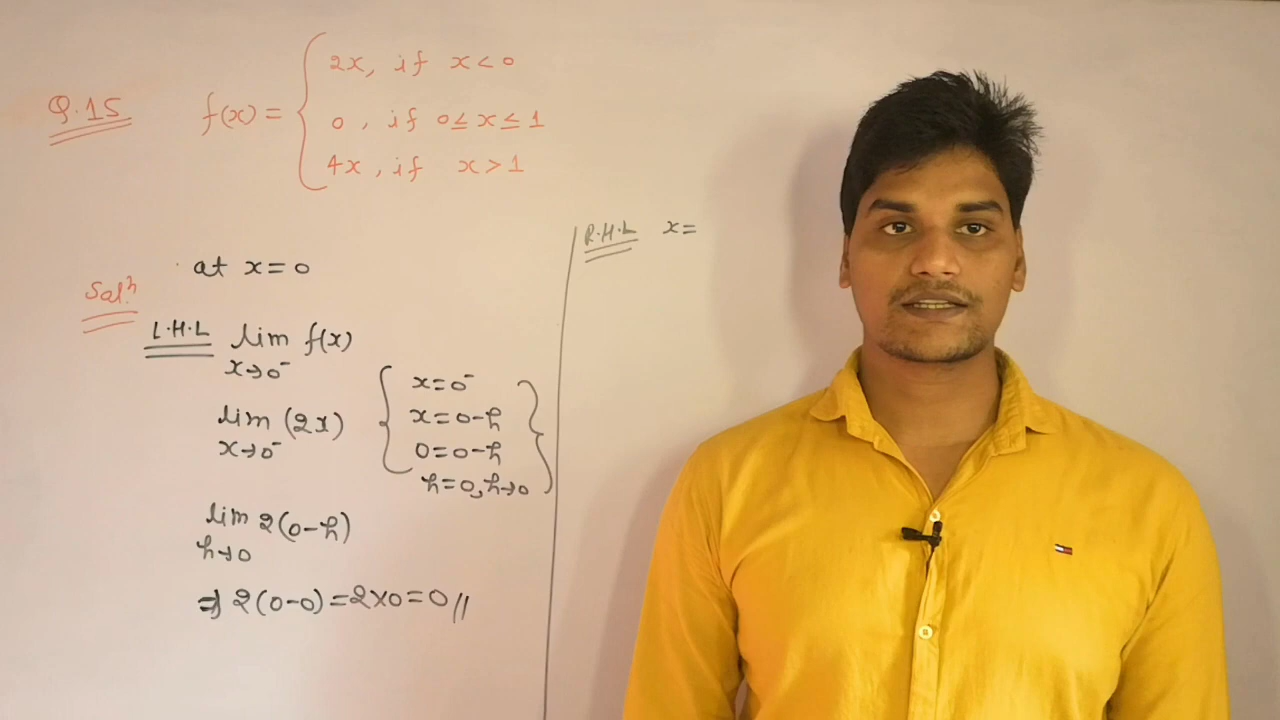 Q.15
f(x) = { 2x, if x < 0
0, if 0 ≤ x ≤ 1
4x, if x > 1
at x = 0
Solⁿ
L.H.L lim f(x)
x→0⁻
lim (2x)
x→0⁻
{ x = 0⁻
x = 0-h
0 = 0-h
h = 0, h→0 }
lim 2(0-h)
h→0
⇒ 2(0-0) = 2×0 = 0 //
R.H.L x =